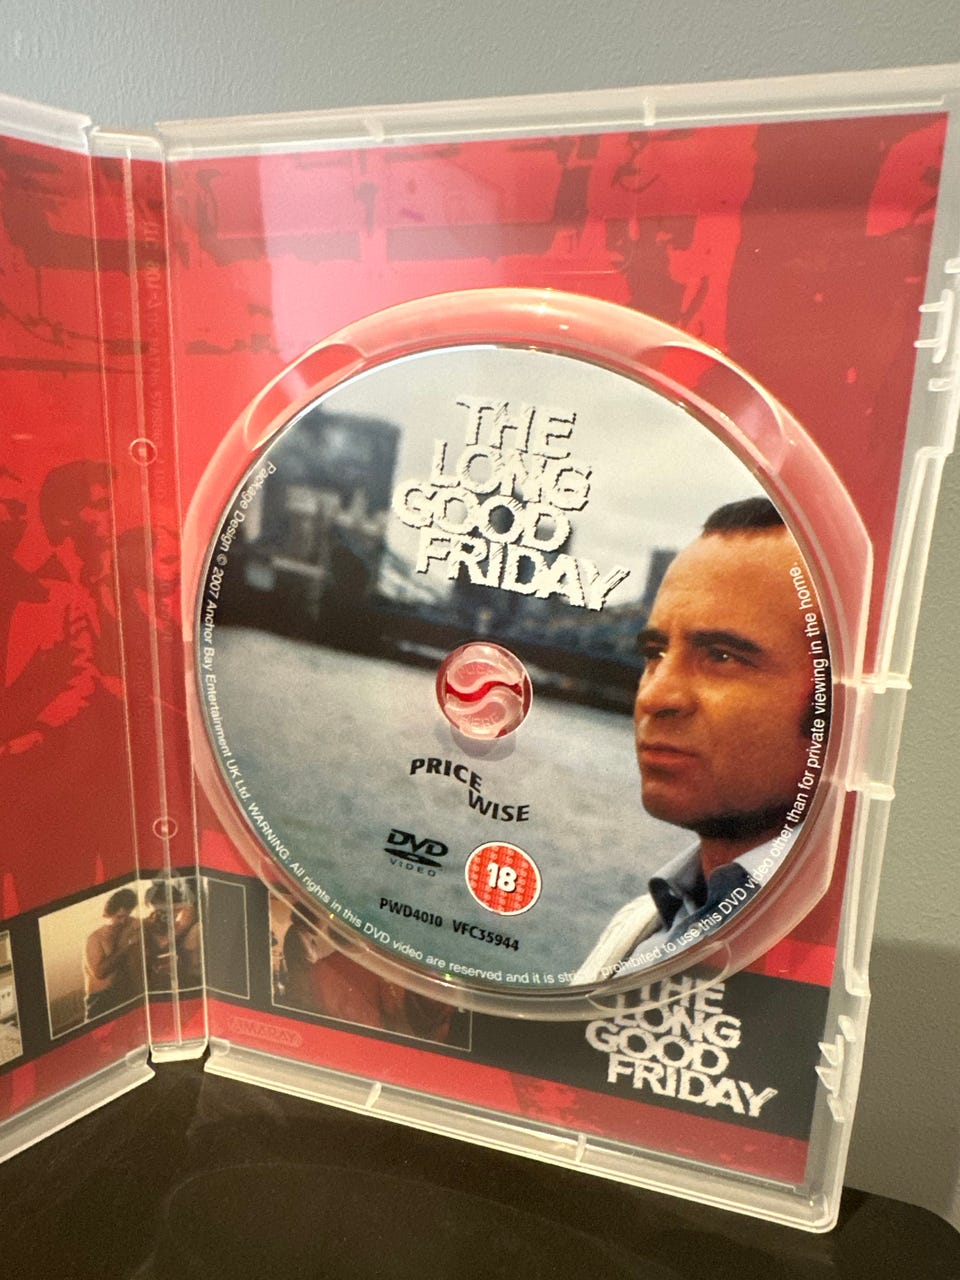 THE
LONG
GOOD
FRIDAY
PRICE
WISE
DVD
VIDEO
18
PWD4010 VFC35944
Package Design © 2007 Anchor Bay Entertainment UK Ltd. WARNING: All rights in this DVD video are reserved and it is strictly prohibited to use this DVD video other than for private viewing in the home.
AMARAY
THE
LONG
GOOD
FRIDAY